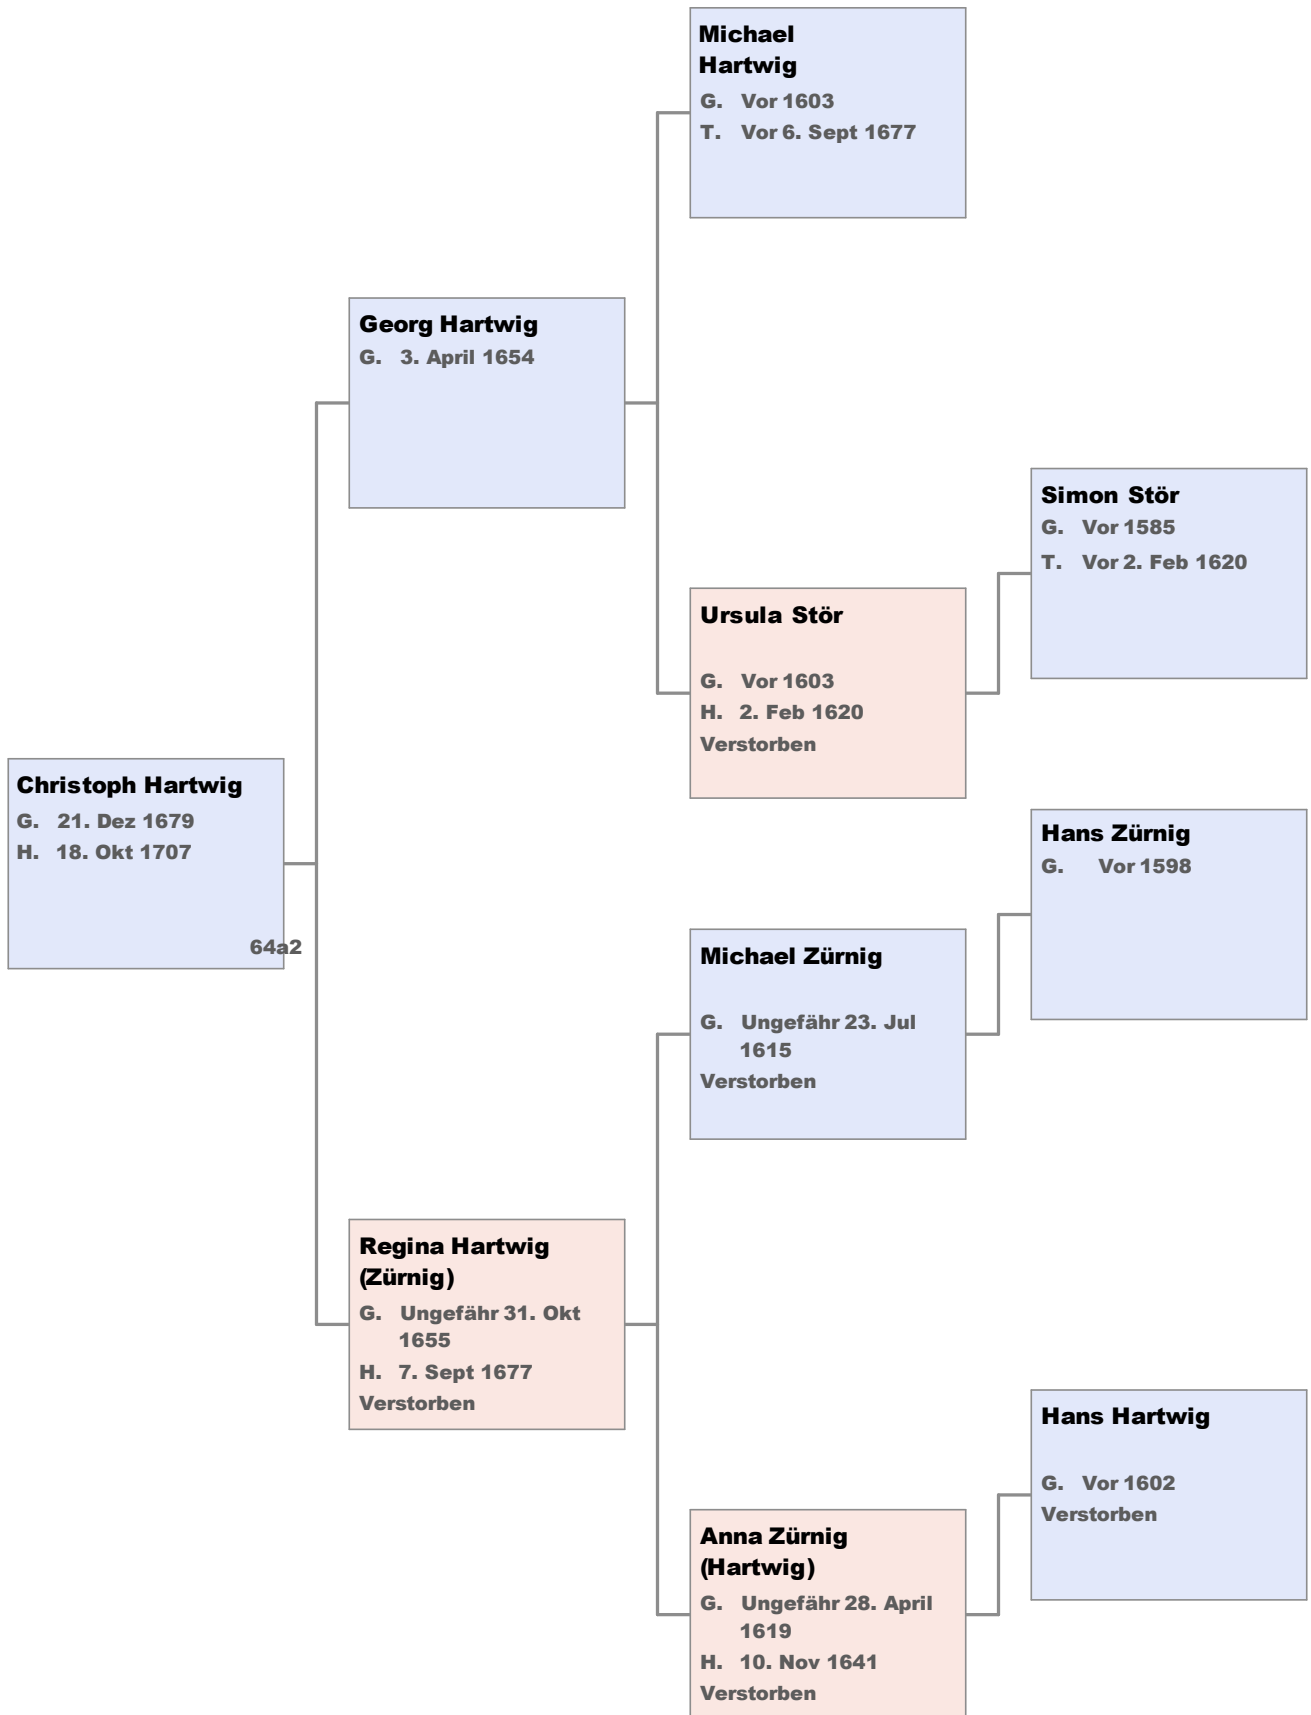 Michael
Hartwig
G. Vor 1603
T. Vor 6. Sept 1677
Georg Hartwig
G. 3. April 1654
Simon Stör
G. Vor 1585
T. Vor 2. Feb 1620
Ursula Stör
G. Vor 1603
H. 2. Feb 1620
Verstorben
Christoph Hartwig
G. 21. Dez 1679
H. 18. Okt 1707
64a2
Hans Zürnig
G. Vor 1598
Michael Zürnig
G. Ungefähr 23. Jul
1615
Verstorben
Regina Hartwig
(Zürnig)
G. Ungefähr 31. Okt
1655
H. 7. Sept 1677
Verstorben
Hans Hartwig
G. Vor 1602
Verstorben
Anna Zürnig
(Hartwig)
G. Ungefähr 28. April
1619
H. 10. Nov 1641
Verstorben